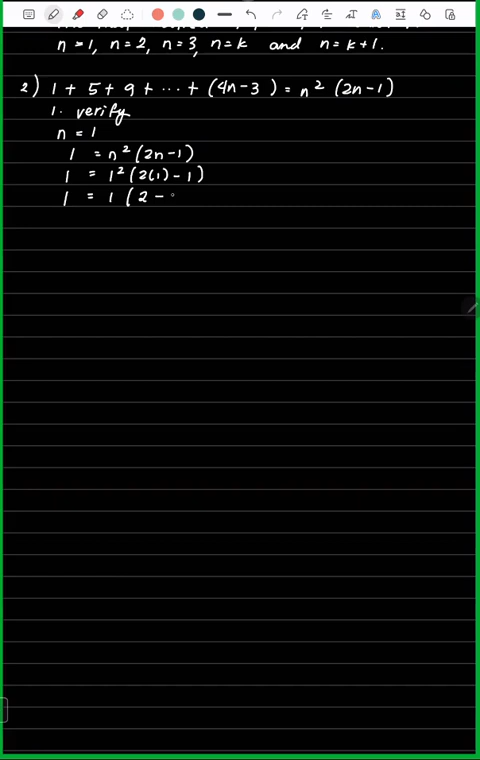 n = 1, n = 2, n = 3, n = k and n = k + 1.
2) 1 + 5 + 9 + ... + (4n - 3) = n² (2n - 1)
1. verify
n = 1
1 = n² (2n - 1)
1 = 1² (2(1) - 1)
1 = 1 (2 -